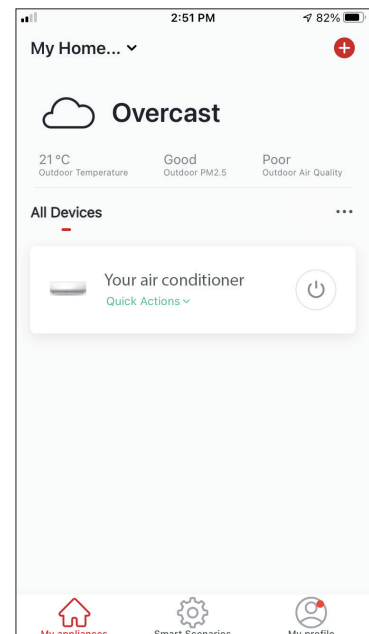 2:51 PM
82%
My Home...
Overcast
21 °C
Good
Poor
Outdoor Temperature
Outdoor PM2.5
Outdoor Air Quality
All Devices
Your air conditioner
Quick Actions
My appliances
Smart Scenarios
My profile